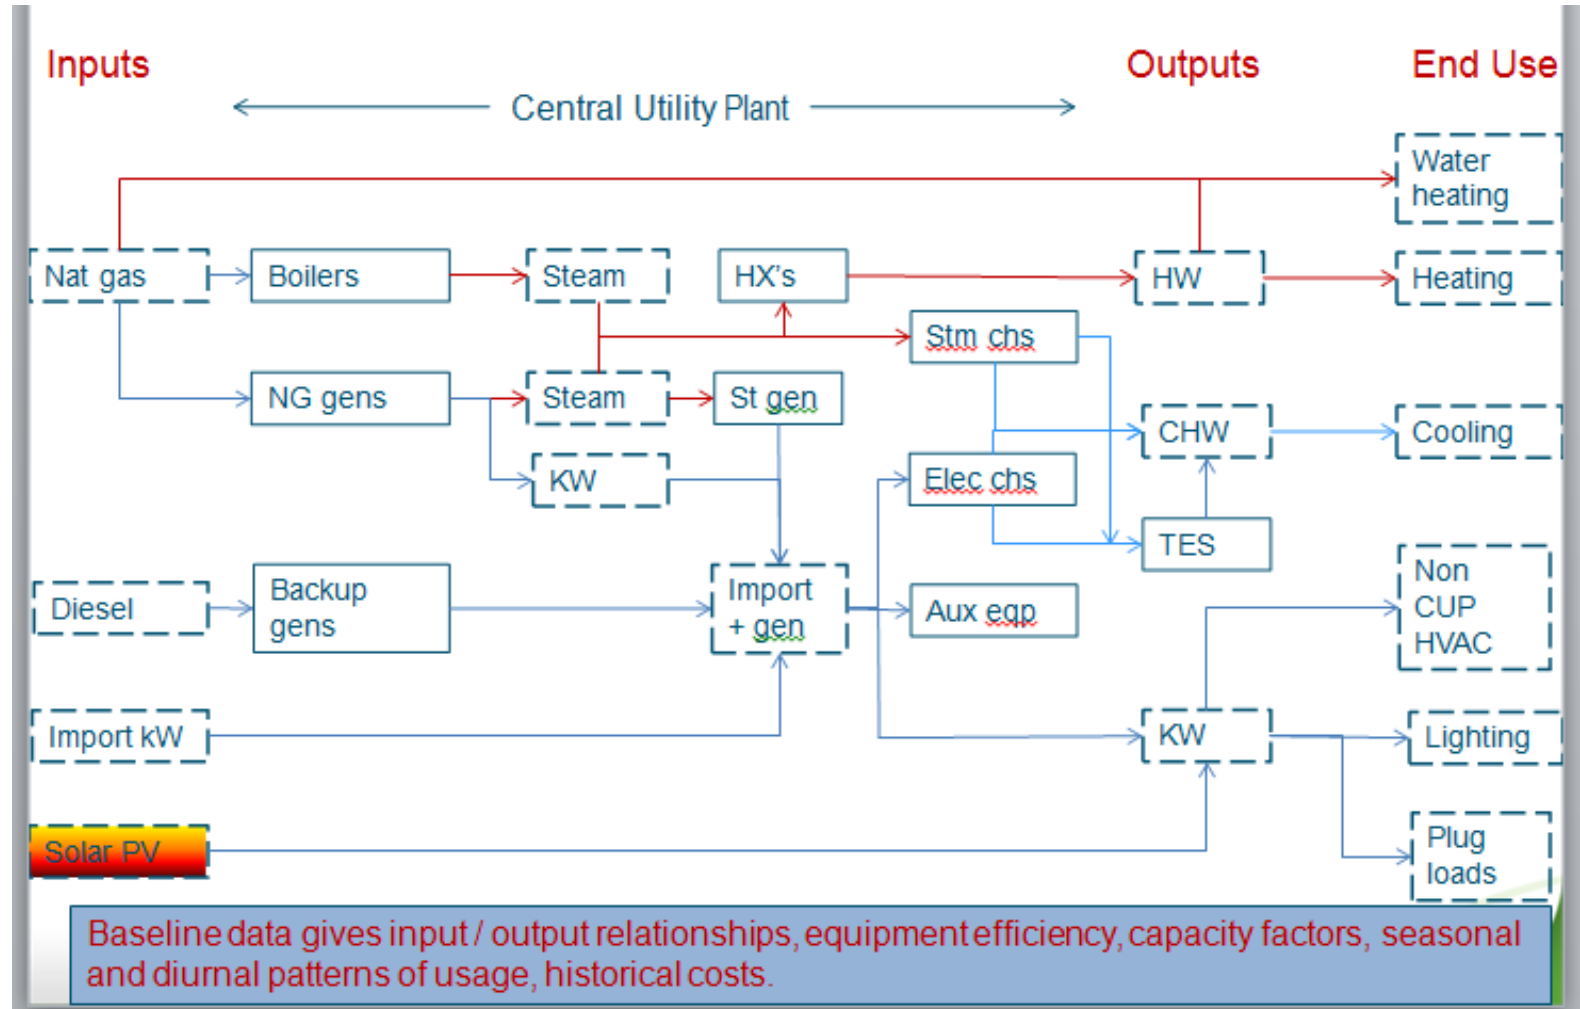 Inputs
Outputs
End Use
Central Utility Plant
Water
heating
Nat gas
Boilers
Steam
HX's
HW
Heating
Stm chs
NG gens
Steam
St gen
CHW
Cooling
KW
Elec chs
TES
Diesel
Backup
gens
Import
+ gen
Aux eqp
Non
CUP
HVAC
Import kW
KW
Lighting
Solar PV
Plug
loads
Baseline data gives input / output relationships, equipment efficiency, capacity factors, seasonal
and diurnal patterns of usage, historical costs.